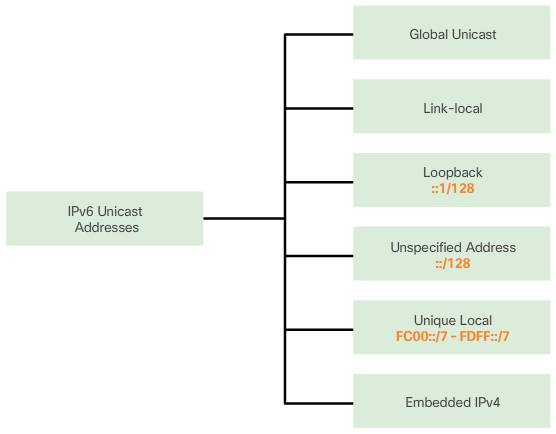 IPv6 Unicast
Addresses
Global Unicast
Link-local
Loopback
::1/128
Unspecified Address
::/128
Unique Local
FC00::/7 - FDFF::/7
Embedded IPv4